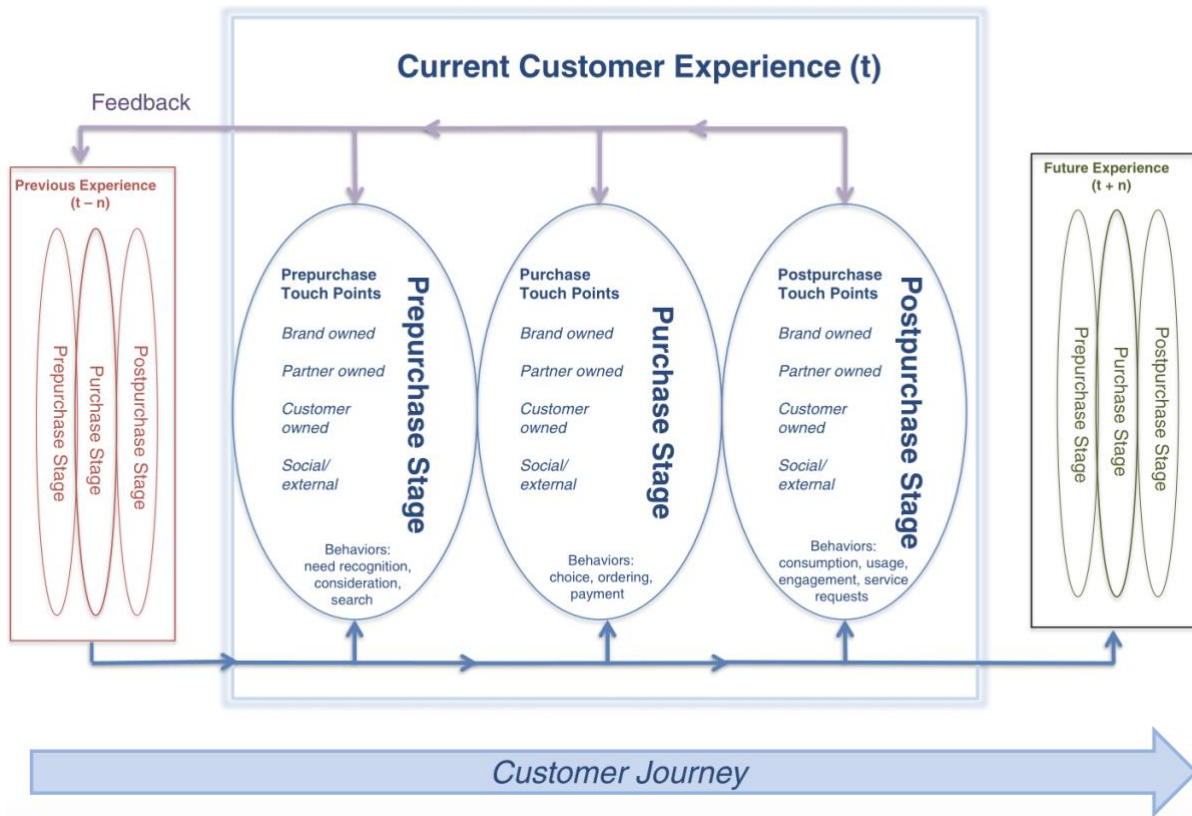 Current Customer Experience (t)
Feedback
Previous Experience
(t – n)
Prepurchase Stage
Purchase Stage
Postpurchase Stage
Prepurchase
Touch Points
Brand owned
Partner owned
Customer
owned
Social/
external
Prepurchase Stage
Behaviors:
need recognition,
consideration,
search
Purchase
Touch Points
Brand owned
Partner owned
Customer
owned
Social/
external
Purchase Stage
Behaviors:
choice, ordering,
payment
Postpurchase
Touch Points
Brand owned
Partner owned
Customer
owned
Social/
external
Postpurchase Stage
Behaviors:
consumption, usage,
engagement, service
requests
Future Experience
(t + n)
Prepurchase Stage
Purchase Stage
Postpurchase Stage
Customer Journey